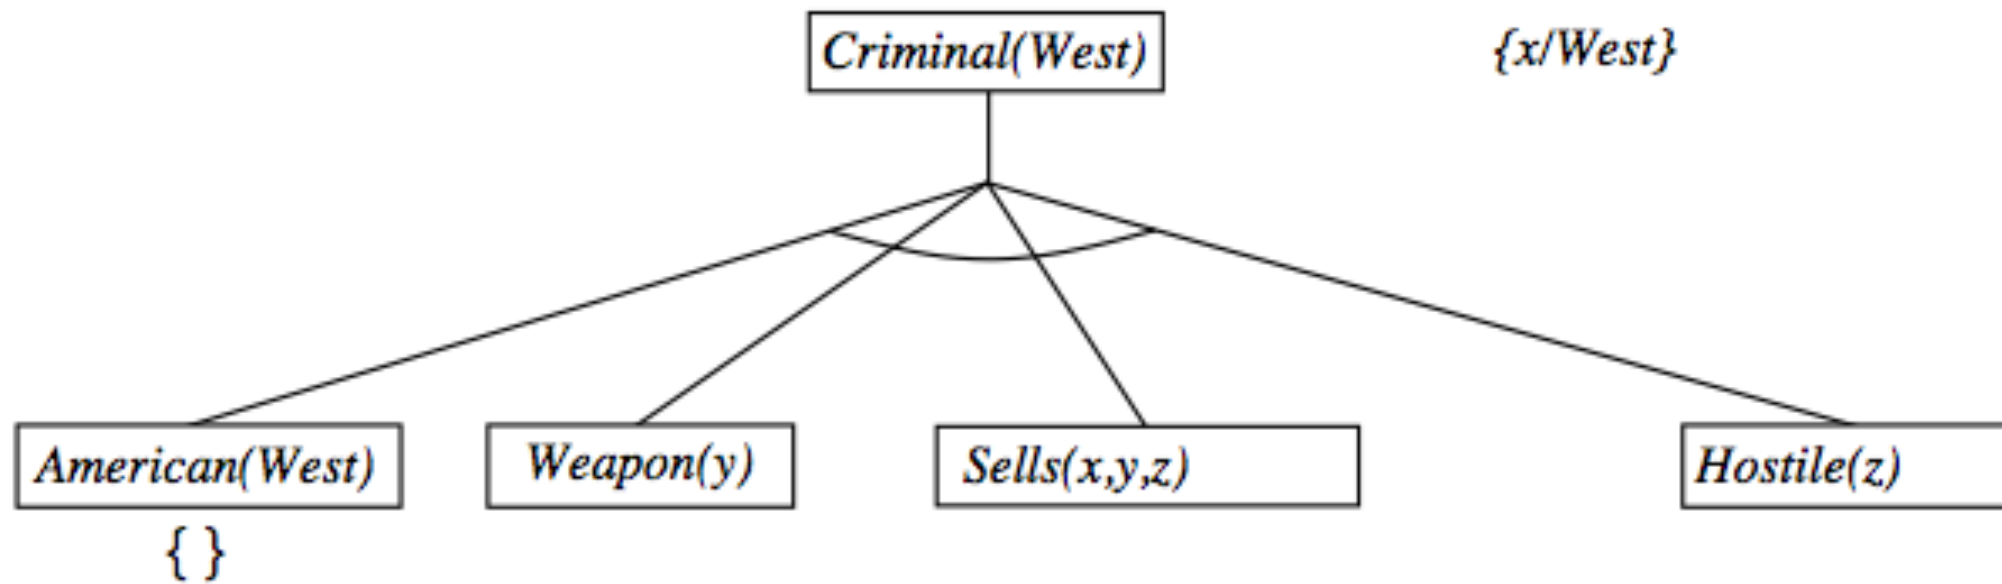 Criminal(West)
{x/West}
American(West)
Weapon(y)
Sells(x,y,z)
Hostile(z)
{ }